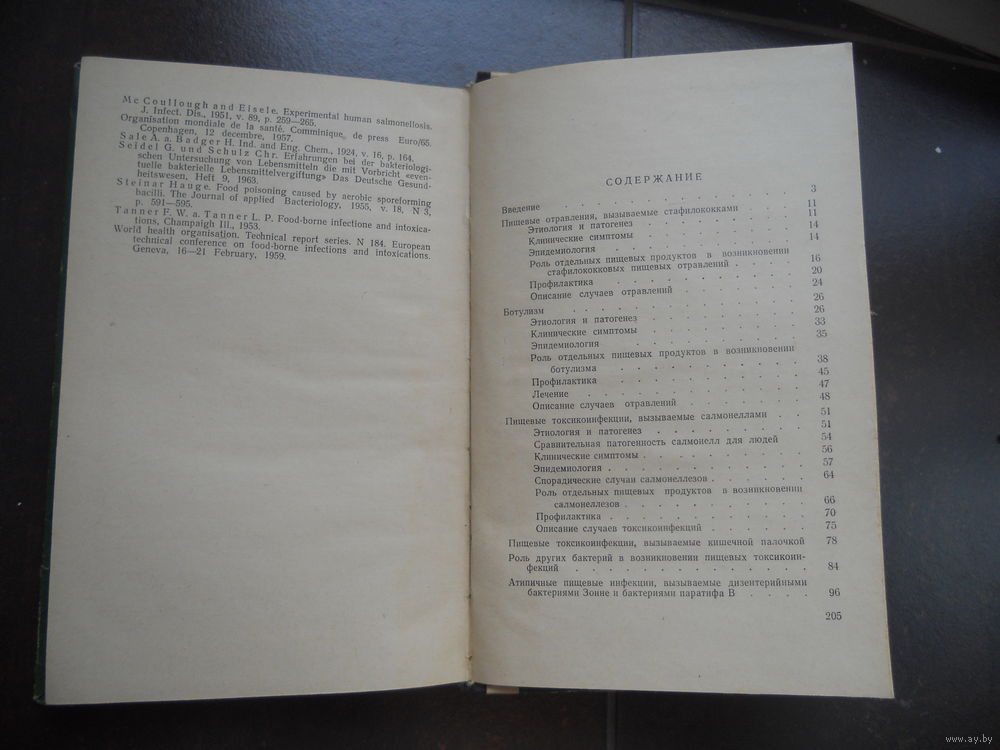 Mc Coullough and Eisele. Experimental human salmonellosis.
J. Infect. Dis., 1951, v. 89, p. 259—265.
Organisation mondiale de la santé. Comminique, de press Euro/65.
Copenhagen, 12 decembre, 1957.
Sale A. a. Badger H. Ind. and Eng. Chem., 1924, v. 16, p. 164.
Seidel G. und Schulz Chr. Erfahrungen bei der bakteriologi-
schen Untersuchung von Lebensmitteln die mit Vorbricht «even-
tuelle bakterielle Lebensmittelvergiftung» Das Deutsche Gesund-
heitswesen. Heft 9, 1963.
Steinar Hauge. Food poisoning caused by aerobic sporeforming
bacilli. The Journal of applied Bacteriology, 1955, v. 18, N 3,
p. 591—595.
Tanner F. W. a. Tanner L. P. Food-borne infections and intoxica-
tions, Champaigh Ill., 1953.
World health organisation. Technical report series. N 184. European
technical conference on food-borne infections and intoxications.
Geneva, 16—21 February, 1959.
СОДЕРЖАНИЕ
Введение . . . . . . . . . . . 3
Пищевые отравления, вызываемые стафилококками 11
Этиология и патогенез . . . . . . . 11
Клинические симптомы . . . . . . . 14
Эпидемиология . . . . . . . . . 14
Роль отдельных пищевых продуктов в возникновении
стафилококковых пищевых отравлений . . . 16
Профилактика . . . . . . . . . 20
Описание случаев отравлений . . . . . 24
Ботулизм . . . . . . . . . . . 26
Этиология и патогенез . . . . . . . 26
Клинические симптомы . . . . . . . 33
Эпидемиология . . . . . . . . . 35
Роль отдельных пищевых продуктов в возникновении
ботулизма . . . . . . . . . 38
Профилактика . . . . . . . . . 45
Лечение . . . . . . . . . . 47
Описание случаев отравлений . . . . . 48
Пищевые токсикоинфекции, вызываемые салмонеллами . . 51
Этиология и патогенез . . . . . . . 51
Сравнительная патогенность салмонелл для людей 54
Клинические симптомы . . . . . . . 56
Эпидемиология . . . . . . . . . 57
Спорадические случаи салмонеллезов . . . . 64
Роль отдельных пищевых продуктов в возникновении
салмонеллезов . . . . . . . . 66
Профилактика . . . . . . . . . 70
Описание случаев токсикоинфекций . . . . 75
Пищевые токсикоинфекции, вызываемые кишечной палочкой 78
Роль других бактерий в возникновении пищевых токсикоин-
фекций . . . . . . . . . . 84
Атипичные пищевые инфекции, вызываемые дизентерийными
бактериями Зонне и бактериями паратифа В . . . . 96
205
www.ay.by